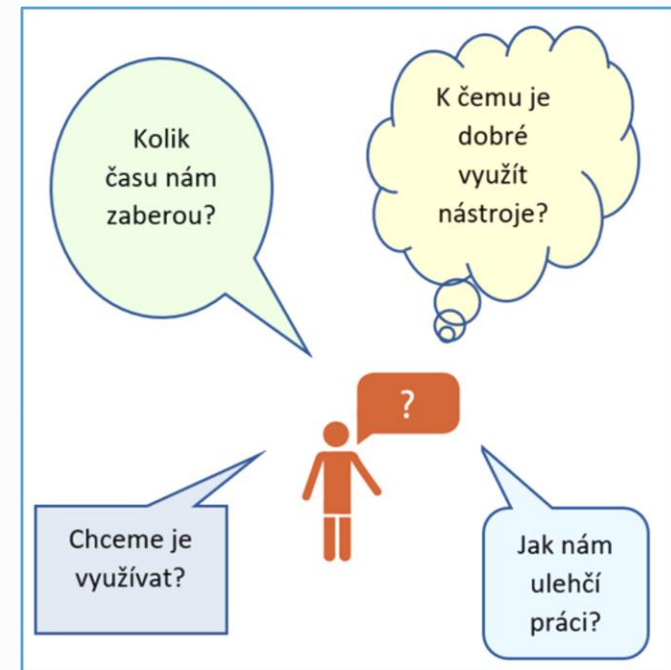 Kolik
času nám
zaberou?
K čemu je
dobré
využít
nástroje?
?
Chceme je
využívat?
Jak nám
ulehčí
práci?